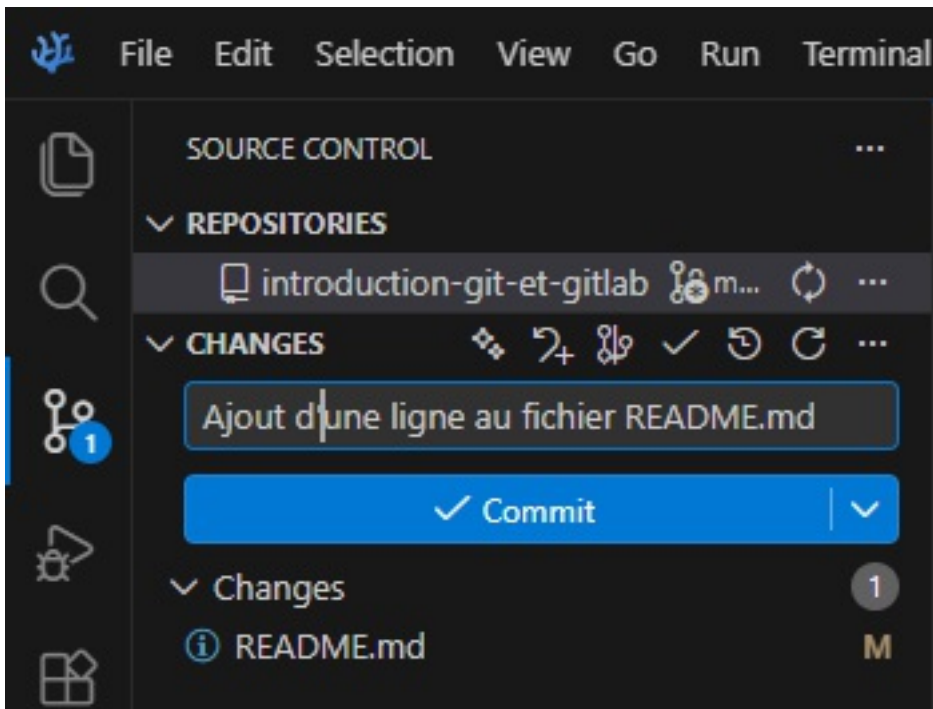 File Edit Selection View Go Run Terminal
SOURCE CONTROL
REPOSITORIES
introduction-git-et-gitlab m...
CHANGES
Ajout d'une ligne au fichier README.md
Commit
1
Changes 1
README.md M